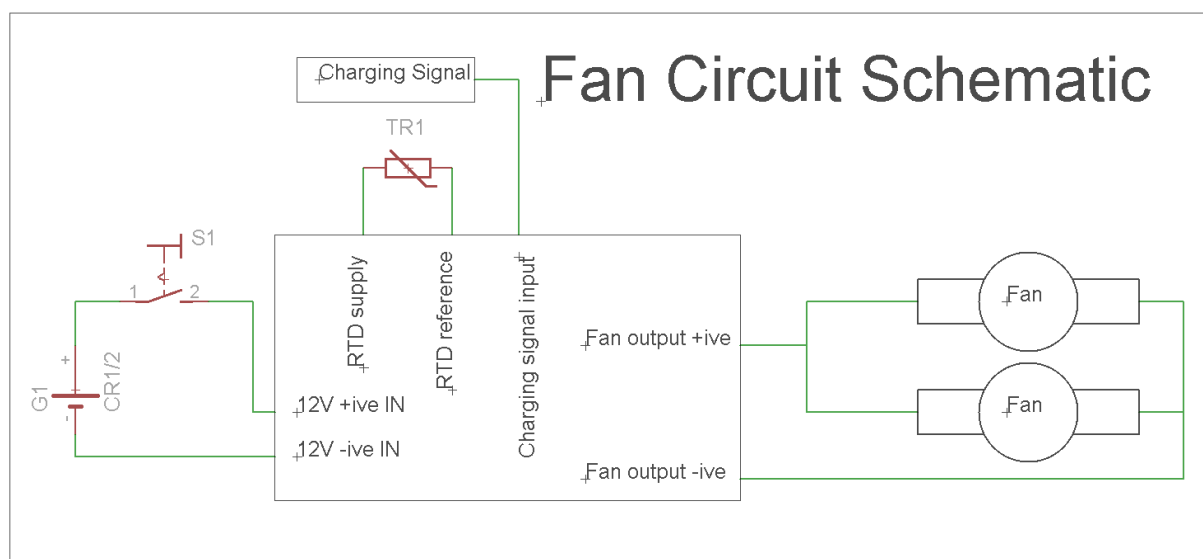 Fan Circuit Schematic
Charging Signal
TR1
S1
1
2
+
G1
CR1/2
-
RTD supply
RTD reference
Charging signal input
12V +ive IN
12V -ive IN
Fan output +ive
Fan output -ive
Fan
Fan